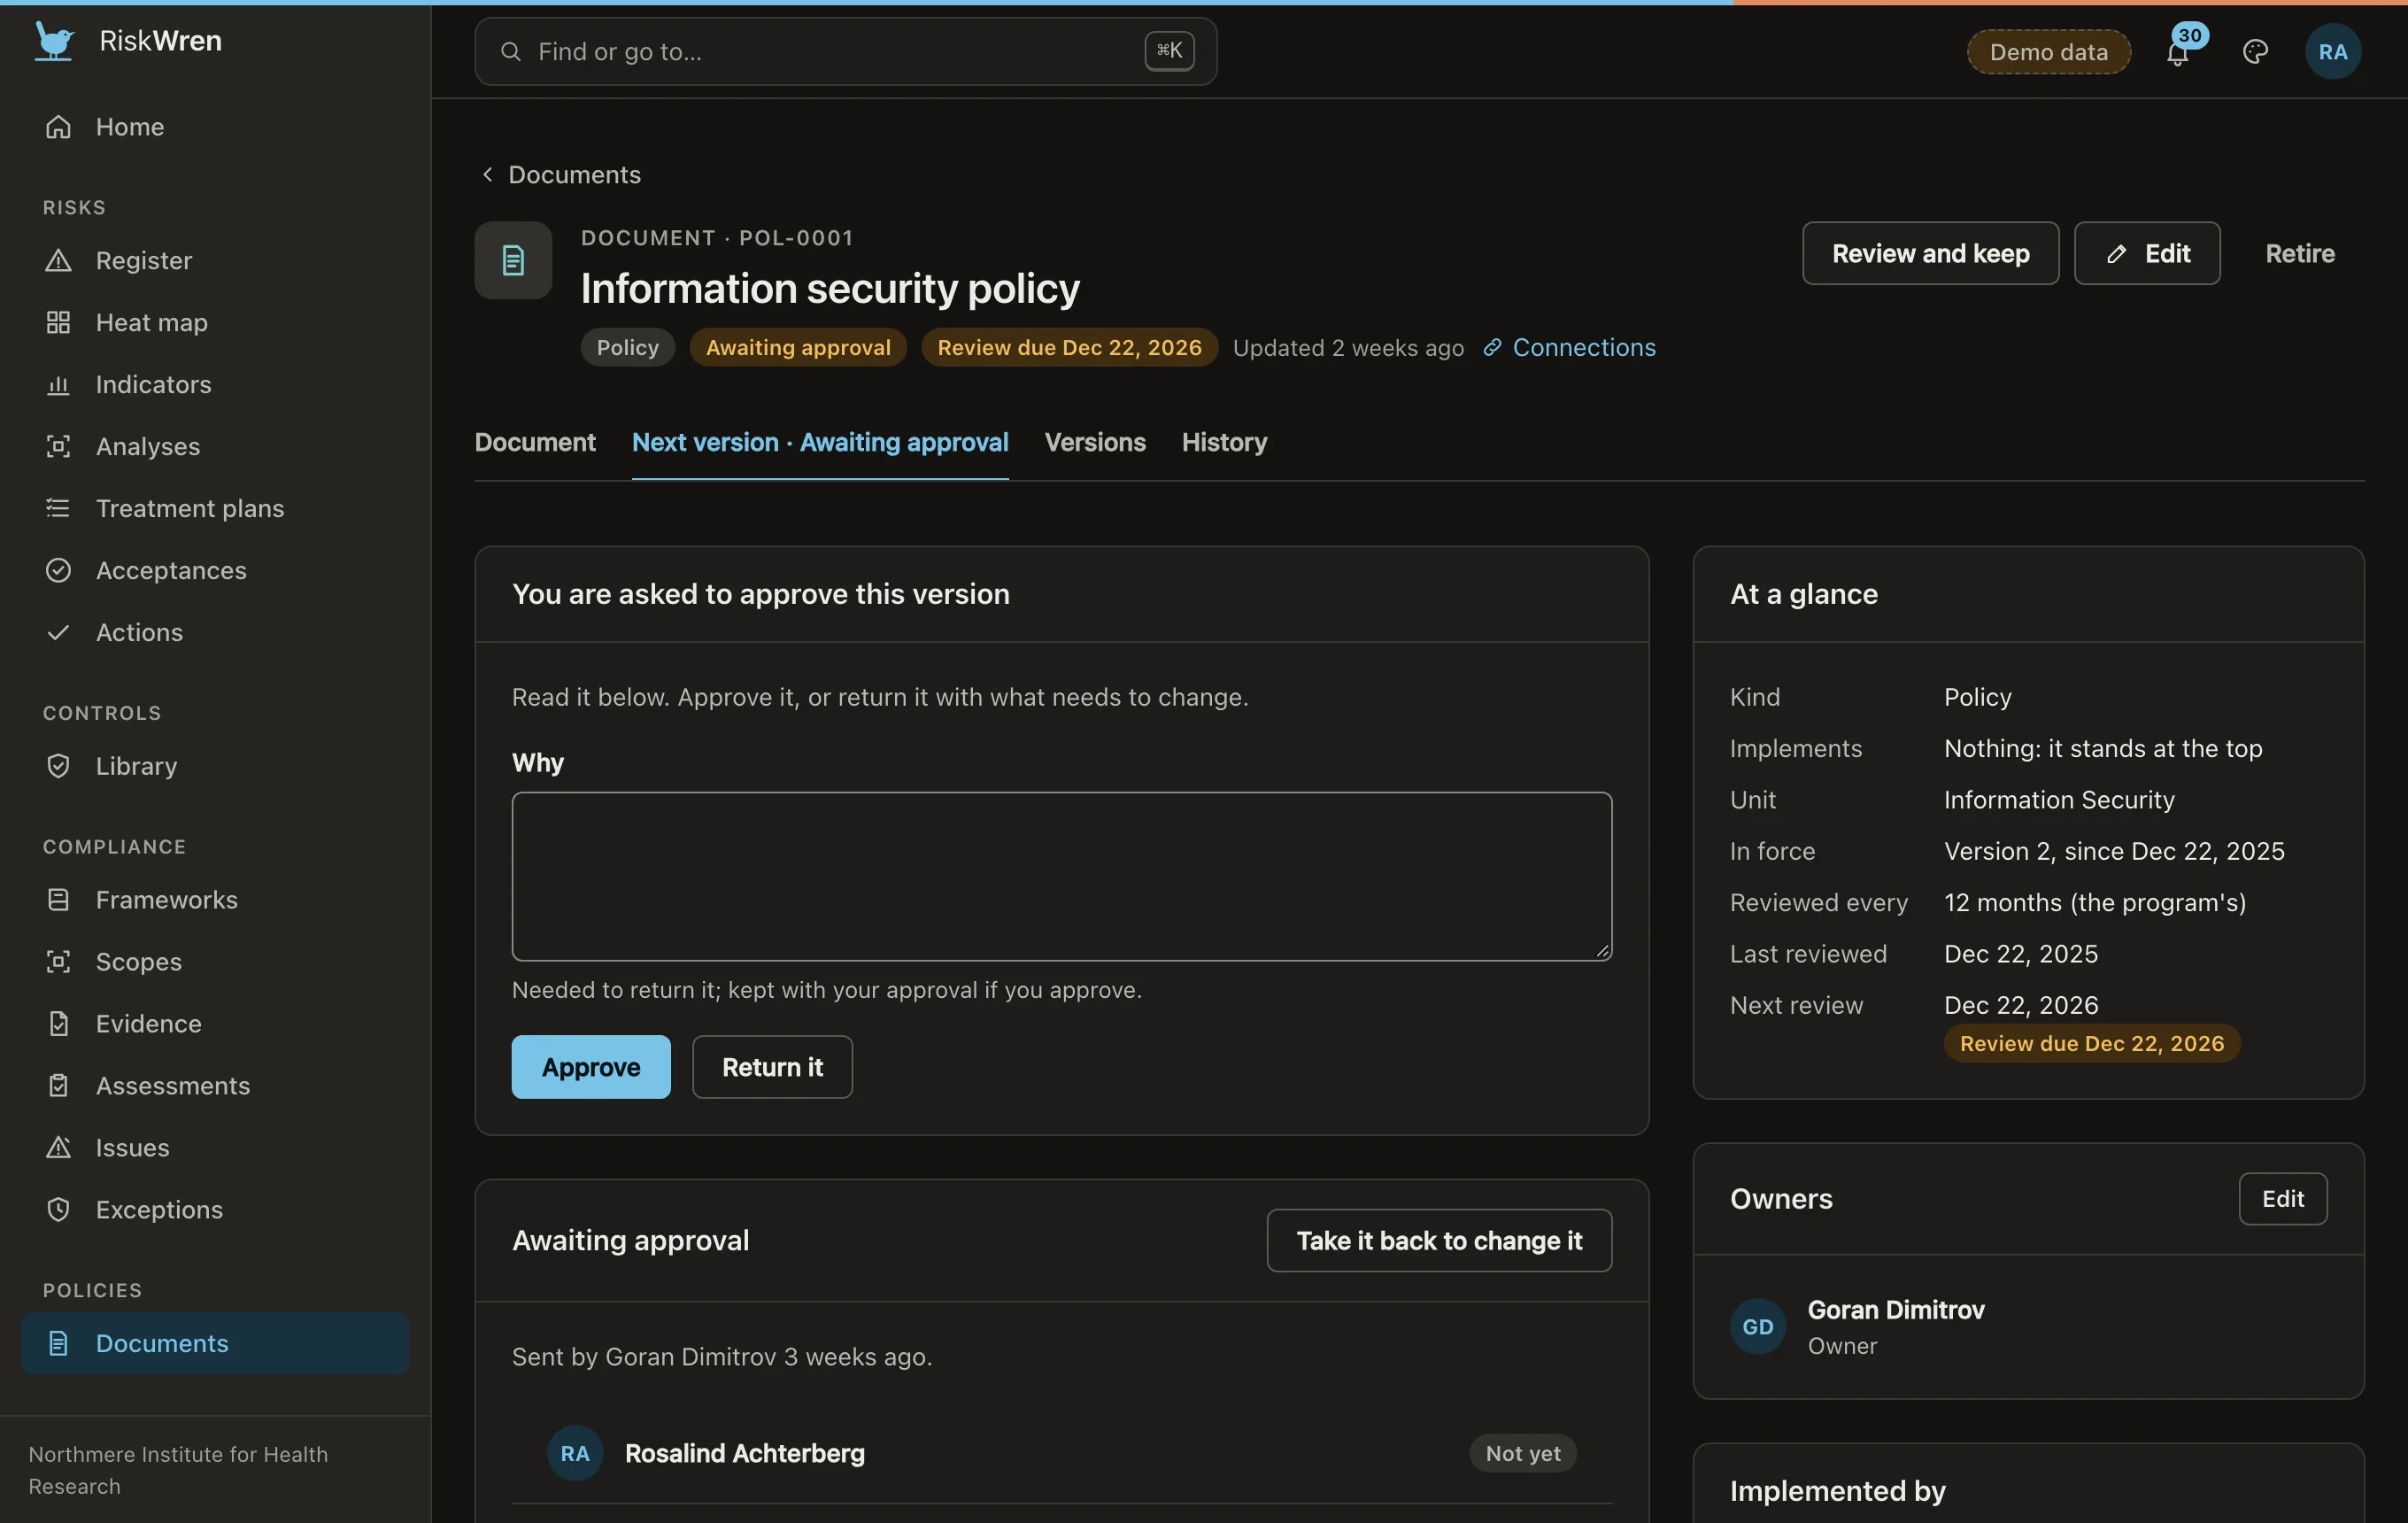 RiskWren
Find or go to...
⌘K
Demo data
30
RA
Home
RISKS
Register
Heat map
Indicators
Analyses
Treatment plans
Acceptances
Actions
CONTROLS
Library
COMPLIANCE
Frameworks
Scopes
Evidence
Assessments
Issues
Exceptions
POLICIES
Documents
Northmere Institute for Health
Research
Documents
DOCUMENT · POL-0001
Information security policy
Review and keep
Edit
Retire
Policy
Awaiting approval
Review due Dec 22, 2026
Updated 2 weeks ago
Connections
Document
Next version · Awaiting approval
Versions
History
You are asked to approve this version
Read it below. Approve it, or return it with what needs to change.
Why
Needed to return it; kept with your approval if you approve.
Approve
Return it
Awaiting approval
Take it back to change it
Sent by Goran Dimitrov 3 weeks ago.
RA
Rosalind Achterberg
Not yet
At a glance
Kind Policy
Implements Nothing: it stands at the top
Unit Information Security
In force Version 2, since Dec 22, 2025
Reviewed every 12 months (the program's)
Last reviewed Dec 22, 2025
Next review Dec 22, 2026
Review due Dec 22, 2026
Owners
Edit
GD
Goran Dimitrov
Owner
Implemented by